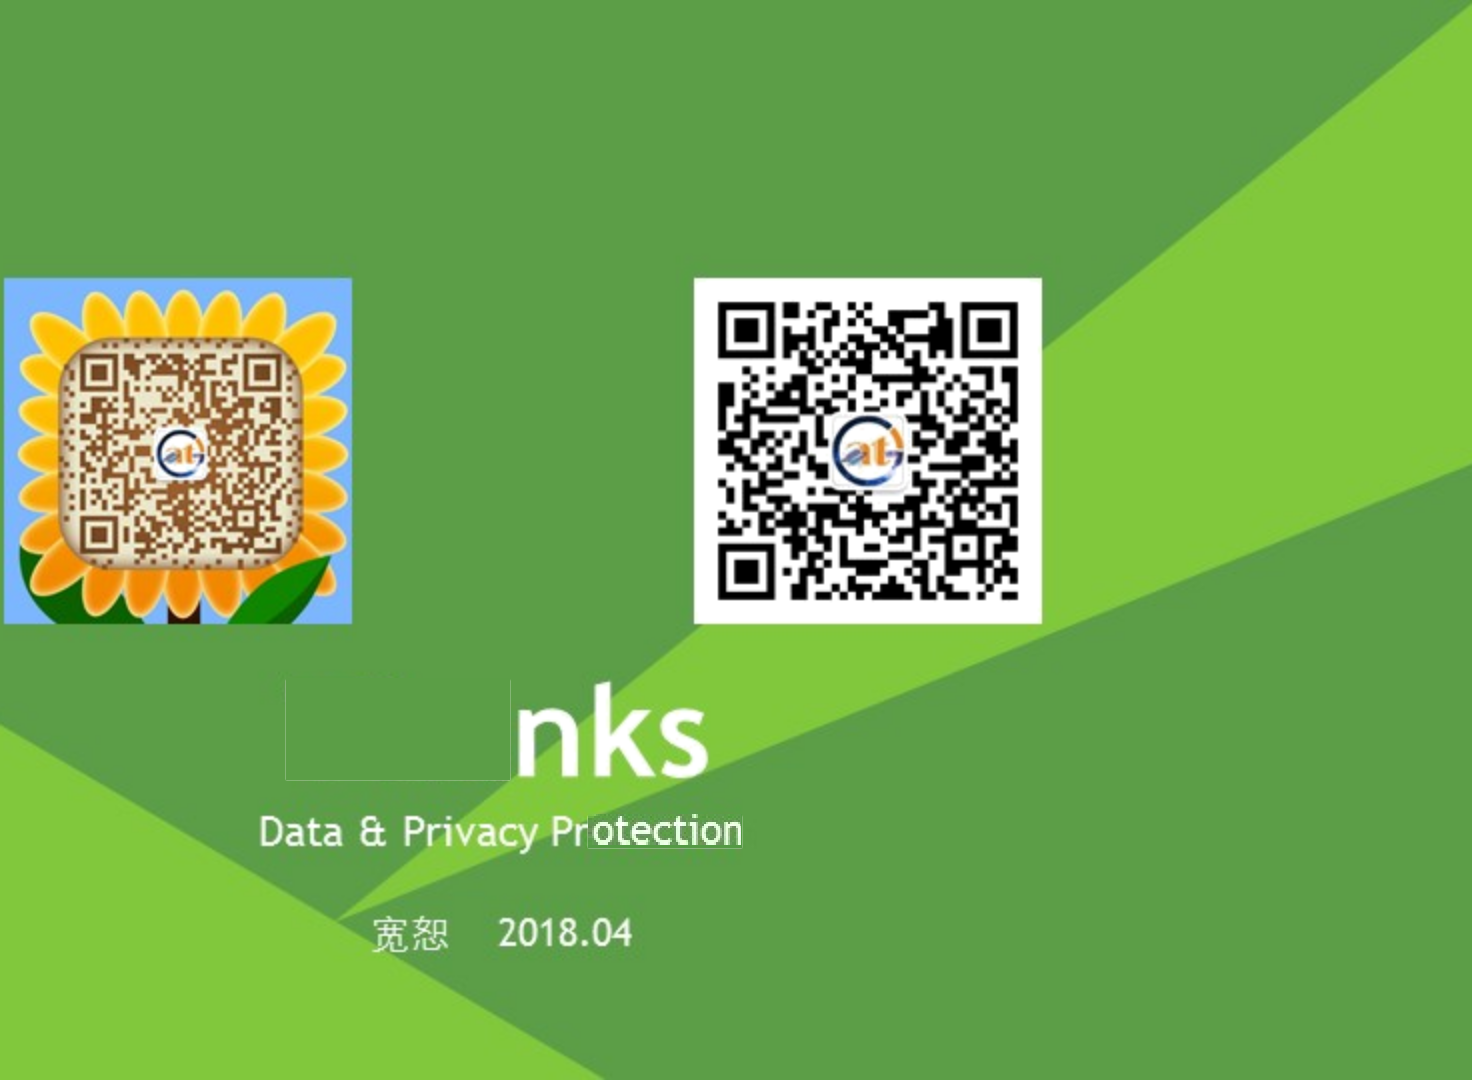 nks
Data & Privacy Protection
宽恕 2018.04